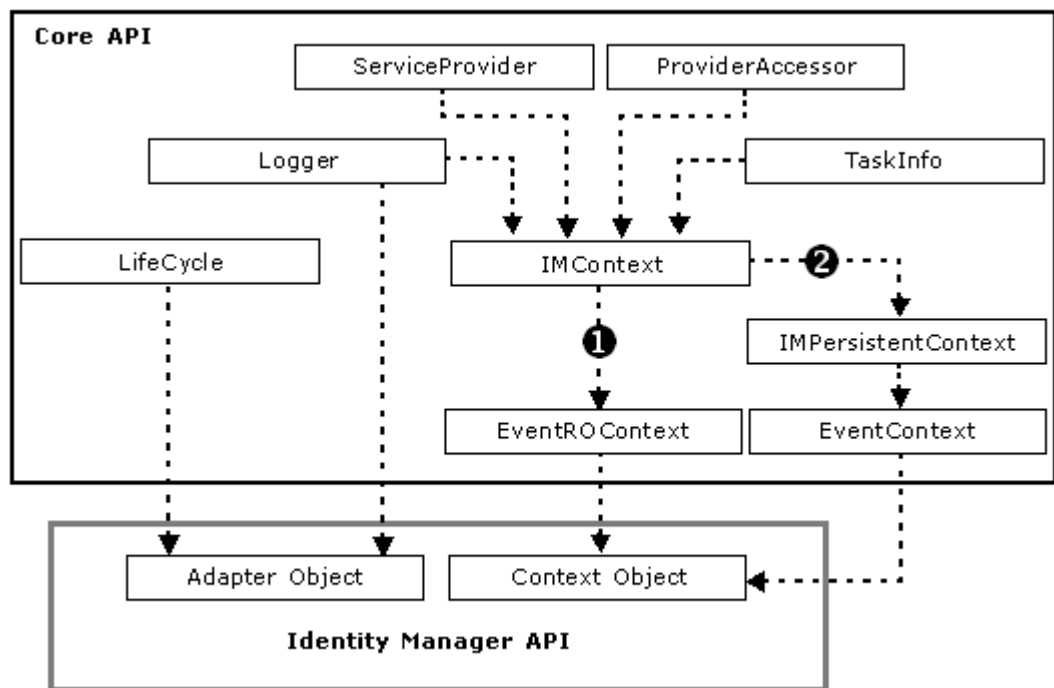 Core API
ServiceProvider
ProviderAccessor
Logger
TaskInfo
LifeCycle
IMContext
2
1
IMPersistentContext
EventROContext
EventContext
Adapter Object
Context Object
Identity Manager API